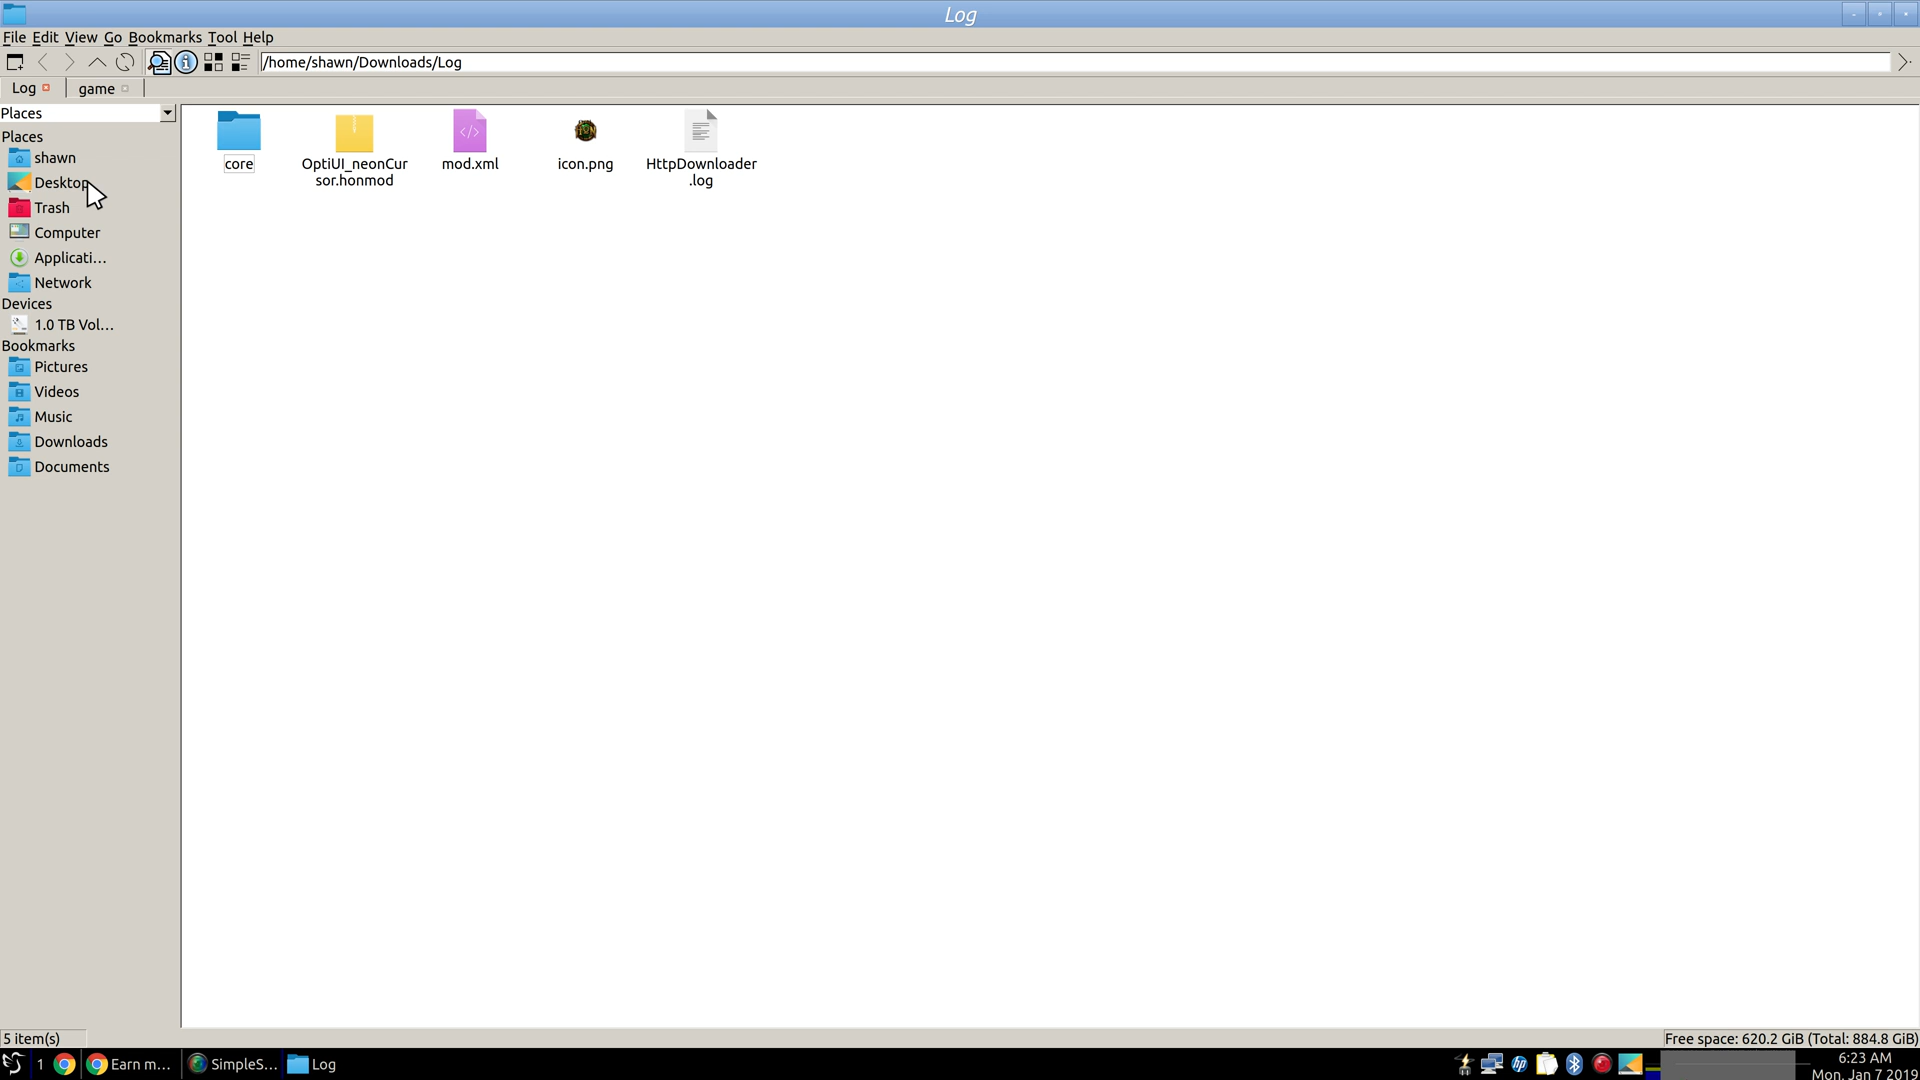 Log
File Edit View Go Bookmarks Tool Help
/home/shawn/Downloads/Log
Log game
Places
Places
shawn
Desktop
Trash
Computer
Applicati...
Network
Devices
1.0 TB Vol...
Bookmarks
Pictures
Videos
Music
Downloads
Documents
core
OptiUI_neonCur
sor.honmod
mod.xml
icon.png
HttpDownloader
.log
5 item(s)
Free space: 620.2 GiB (Total: 884.8 GiB)
1 Earn m... SimpleS... Log
6:23 AM
Mon, Jan 7 2019